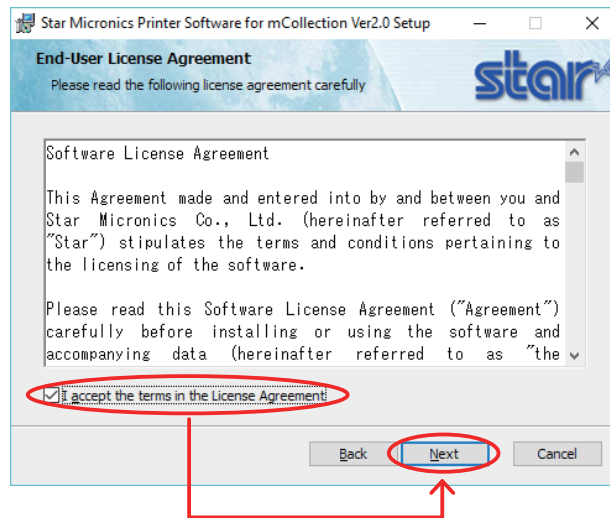 Star Micronics Printer Software for mCollection Ver2.0 Setup
End-User License Agreement
Please read the following license agreement carefully
star
Software License Agreement
This Agreement made and entered into by and between you and
Star Micronics Co., Ltd. (hereinafter referred to as
"Star") stipulates the terms and conditions pertaining to
the licensing of the software.
Please read this Software License Agreement ("Agreement")
carefully before installing or using the software and
accompanying data (hereinafter referred to as "the
I accept the terms in the License Agreement
Back Next Cancel